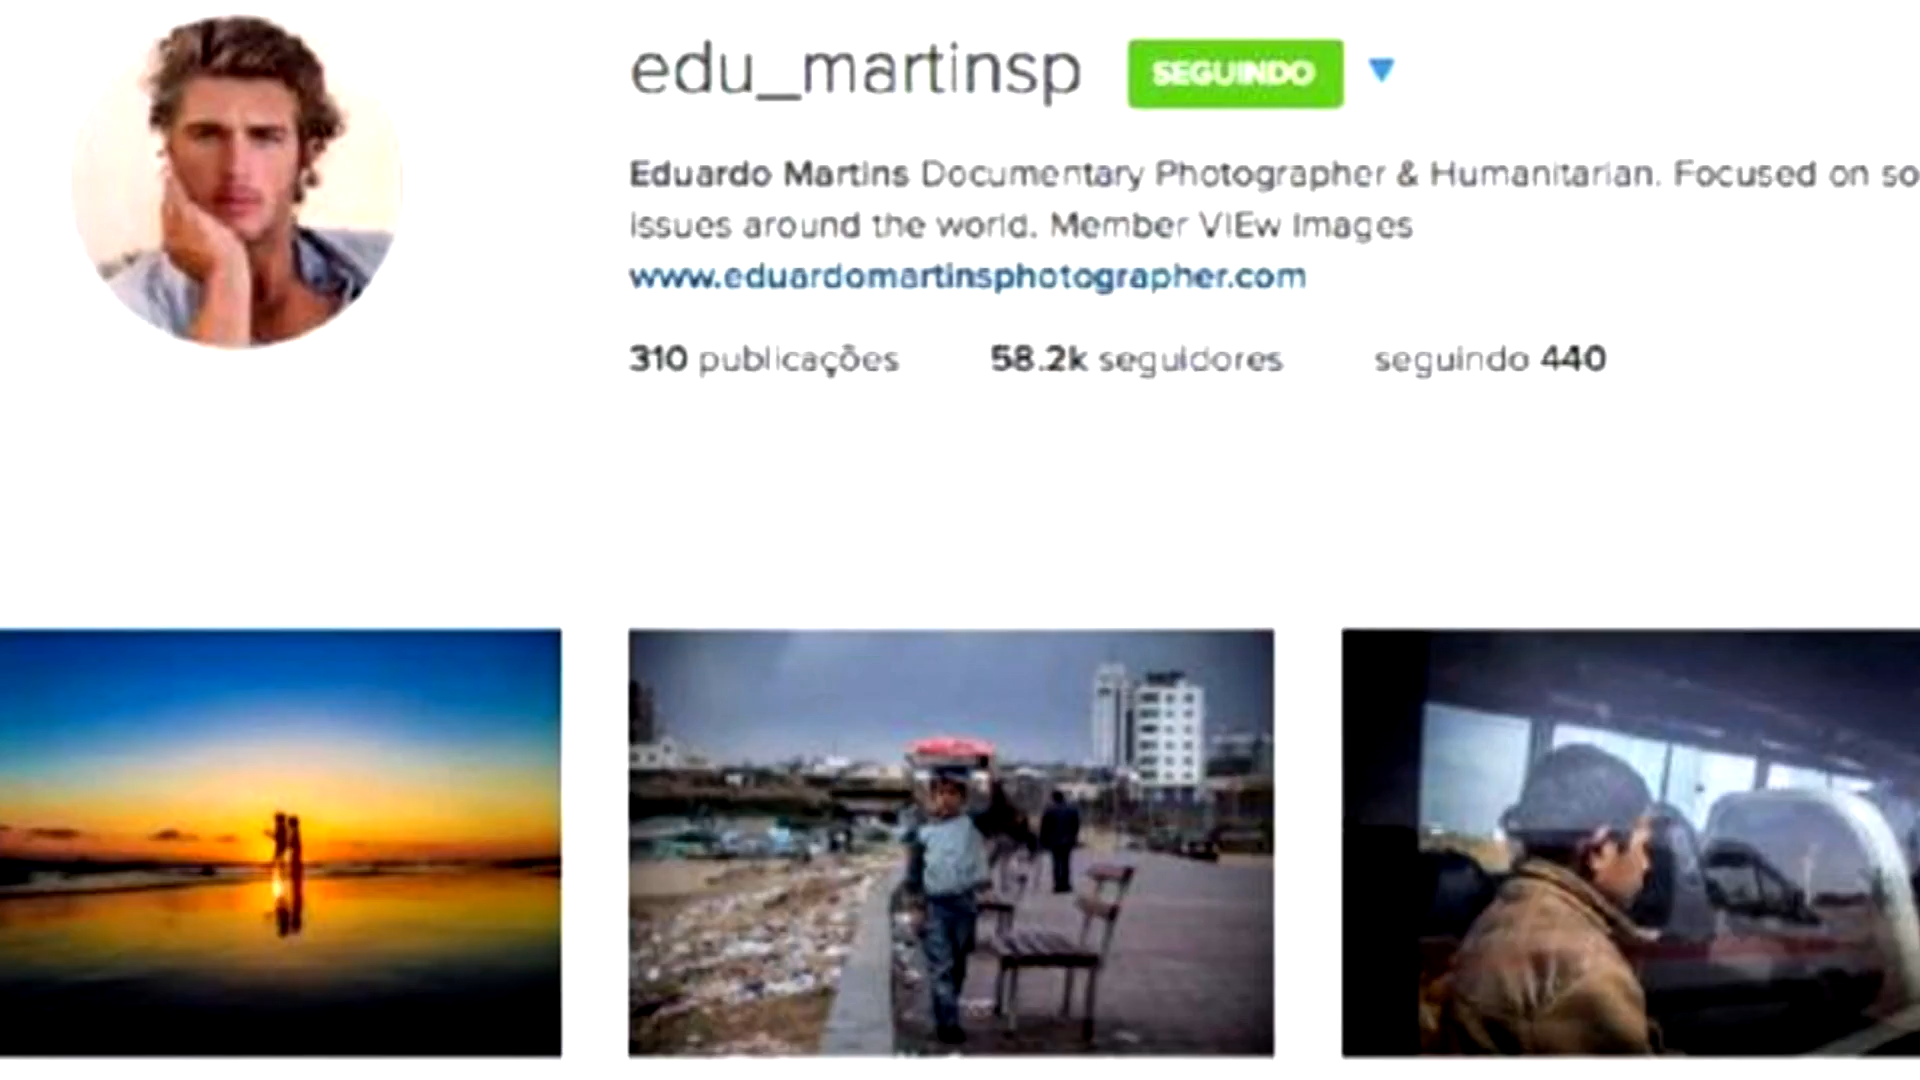 edu_martinsp SEGUINDO
Eduardo Martins Documentary Photographer & Humanitarian. Focused on so
issues around the world. Member VIEw Images
www.eduardomartinsphotographer.com
310 publicações 58.2k seguidores seguindo 440